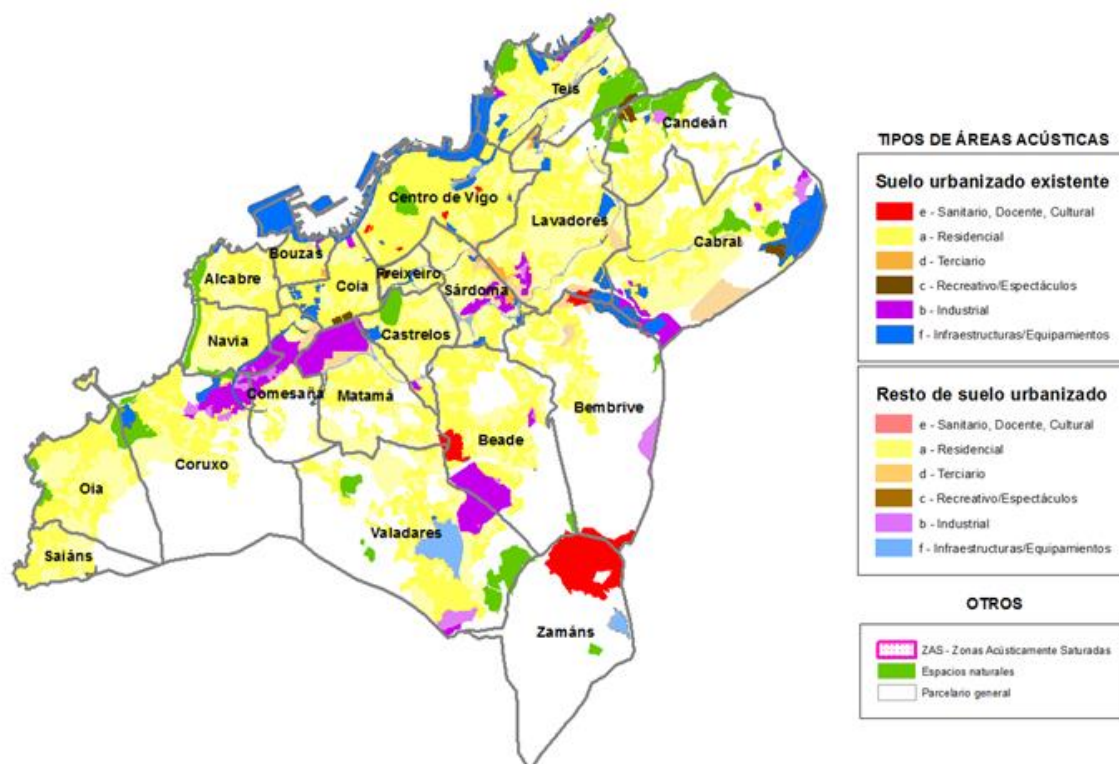 Teis
Candeán
Centro de Vigo
Lavadores
Cabral
Bouzas
Alcabre
Coia
Freixeiro
Sárdoma
Navia
Castrelos
Comesaña
Matamá
Bembrive
Beade
Coruxo
Oia
Valadares
Saiáns
Zamáns
TIPOS DE ÁREAS ACÚSTICAS
Suelo urbanizado existente
e - Sanitario, Docente, Cultural
a - Residencial
d - Terciario
c - Recreativo/Espectáculos
b - Industrial
f - Infraestructuras/Equipamientos
Resto de suelo urbanizado
e - Sanitario, Docente, Cultural
a - Residencial
d - Terciario
c - Recreativo/Espectáculos
b - Industrial
f - Infraestructuras/Equipamientos
OTROS
ZAS - Zonas Acústicamente Saturadas
Espacios naturales
Parcelario general